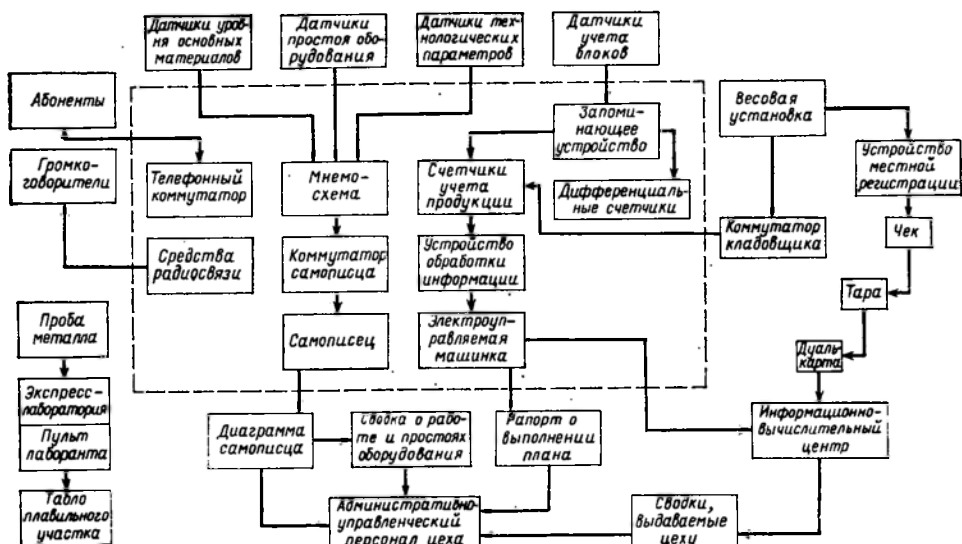 Датчики уров-
ня основных
материалов
Датчики
простоя обо-
рудования
Датчики тех-
нологических
параметров
Датчики
учета
блоков
Абоненты
Громко-
говорители
Телефонный
коммутатор
Средства
радиосвязи
Мнемо-
схема
Коммутатор
самописца
Самописец
Запоми-
нающее
устройство
Счетчики
учета
продукции
Дифференциаль-
ные счетчики
Устройство
обработки
информации
Электроуп-
равляемая
машинка
Весовая
установка
Устройство
местной
регистрации
Коммутатор
кладовщика
Чек
Тара
Дуаль-
карта
Информационно-
вычислительный
центр
Проба
металла
Экспресс-
лаборатория
Пульт
лаборанта
Табло
плавильного
участка
Диаграмма
самописца
Сводка о рабо-
те и простоях
оборудования
Рапорт о
выполнении
плана
Административно-
управленческий
персонал цеха
Сводки,
выдаваемые
цеху